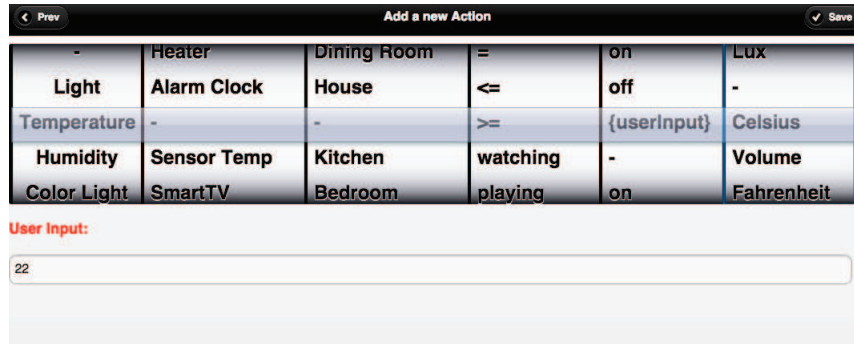 Prev Add a new Action Save
- Heater Dining Room = on Lux
Light Alarm Clock House <= off -
Temperature - - >= {userInput} Celsius
Humidity Sensor Temp Kitchen watching - Volume
Color Light SmartTV Bedroom playing on Fahrenheit
User Input:
22